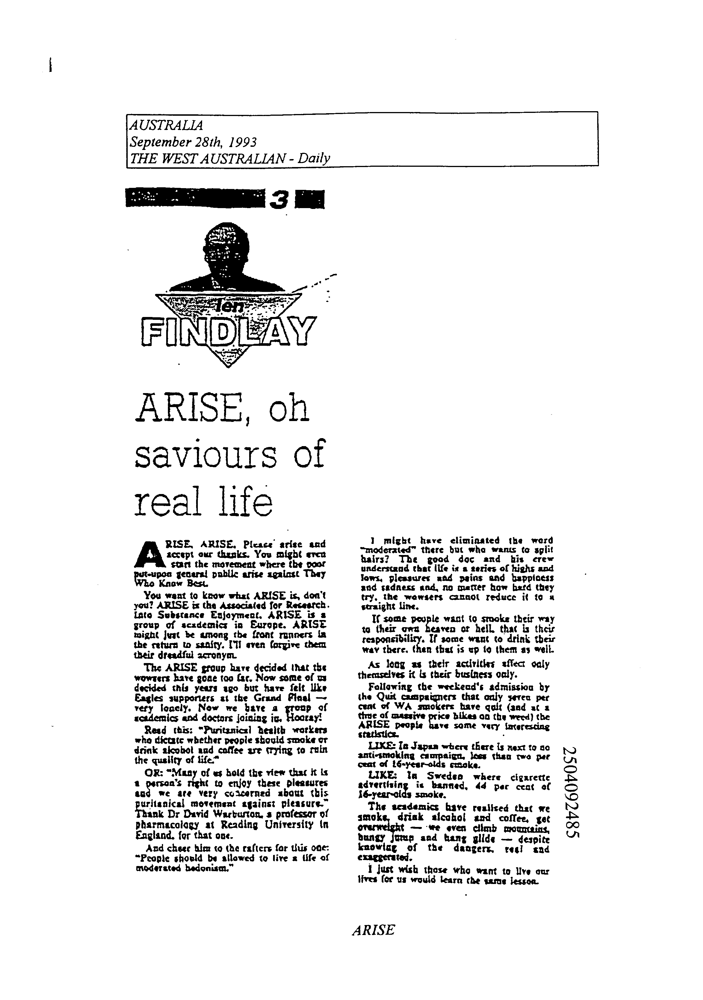 AUSTRALIA
September 28th, 1993
THE WEST AUSTRALIAN - Daily
3
len
FINDLAY
ARISE, oh
saviours of
real life
ARISE, ARISE. Please arise and
accept our thanks. You might even
start the movement where the poor
put-upon general public arise against They
Who Know Best.
You want to know what ARISE is, don't
you? ARISE is the Associated for Research.
Into Substance Enjoyment. ARISE is a
group of academics in Europe. ARISE
might just be among the front runners in
the return to sanity. I'll even forgive them
their dreadful acronym.
The ARISE group have decided that the
wowsers have gone too far. Now some of us
decided this years ago but have felt like
Eagles supporters at the Grand Final —
very lonely. Now we have a group of
academics and doctors joining in. Hooray!
Read this: "Puritanical health workers
who dictate whether people should smoke or
drink alcohol and coffee are trying to ruin
the quality of life."
OR: "Many of us hold the view that it is
a person's right to enjoy these pleasures
and we are very concerned about this
puritanical movement against pleasure."
Thank Dr David Warburton, a professor of
pharmacology at Reading University in
England, for that one.
And cheer him to the rafters for this one:
"People should be allowed to live a life of
moderated hedonism."
I might have eliminated the word
"moderated" there but who wants to split
hairs? The good doc and his crew
understand that life is a series of highs and
lows, pleasures and pains and happiness
and sadness and, no matter how hard they
try, the wowsers cannot reduce it to a
straight line.
If some people want to smoke their way
to their own heaven or hell, that is their
responsibility. If some want to drink their
way there, than that is up to them as well.
As long as their activities affect only
themselves it is their business only.
Following the weekend's admission by
the Quit campaigners that only seven per
cent of WA smokers have quit (and at a
time of massive price hikes on the weed) the
ARISE people have some very interesting
statistics.
LIKE: In Japan where there is next to no
anti-smoking campaign, less than two per
cent of 16-year-olds smoke.
LIKE: In Sweden where cigarette
advertising is banned, 44 per cent of
16-year-olds smoke.
The academics have realised that we
smoke, drink alcohol and coffee, get
overweight — we even climb mountains,
bungy jump and hang glide — despite
knowing of the dangers, real and
exaggerated.
I just wish those who want to live our
lives for us would learn the same lesson.
2504092485
ARISE